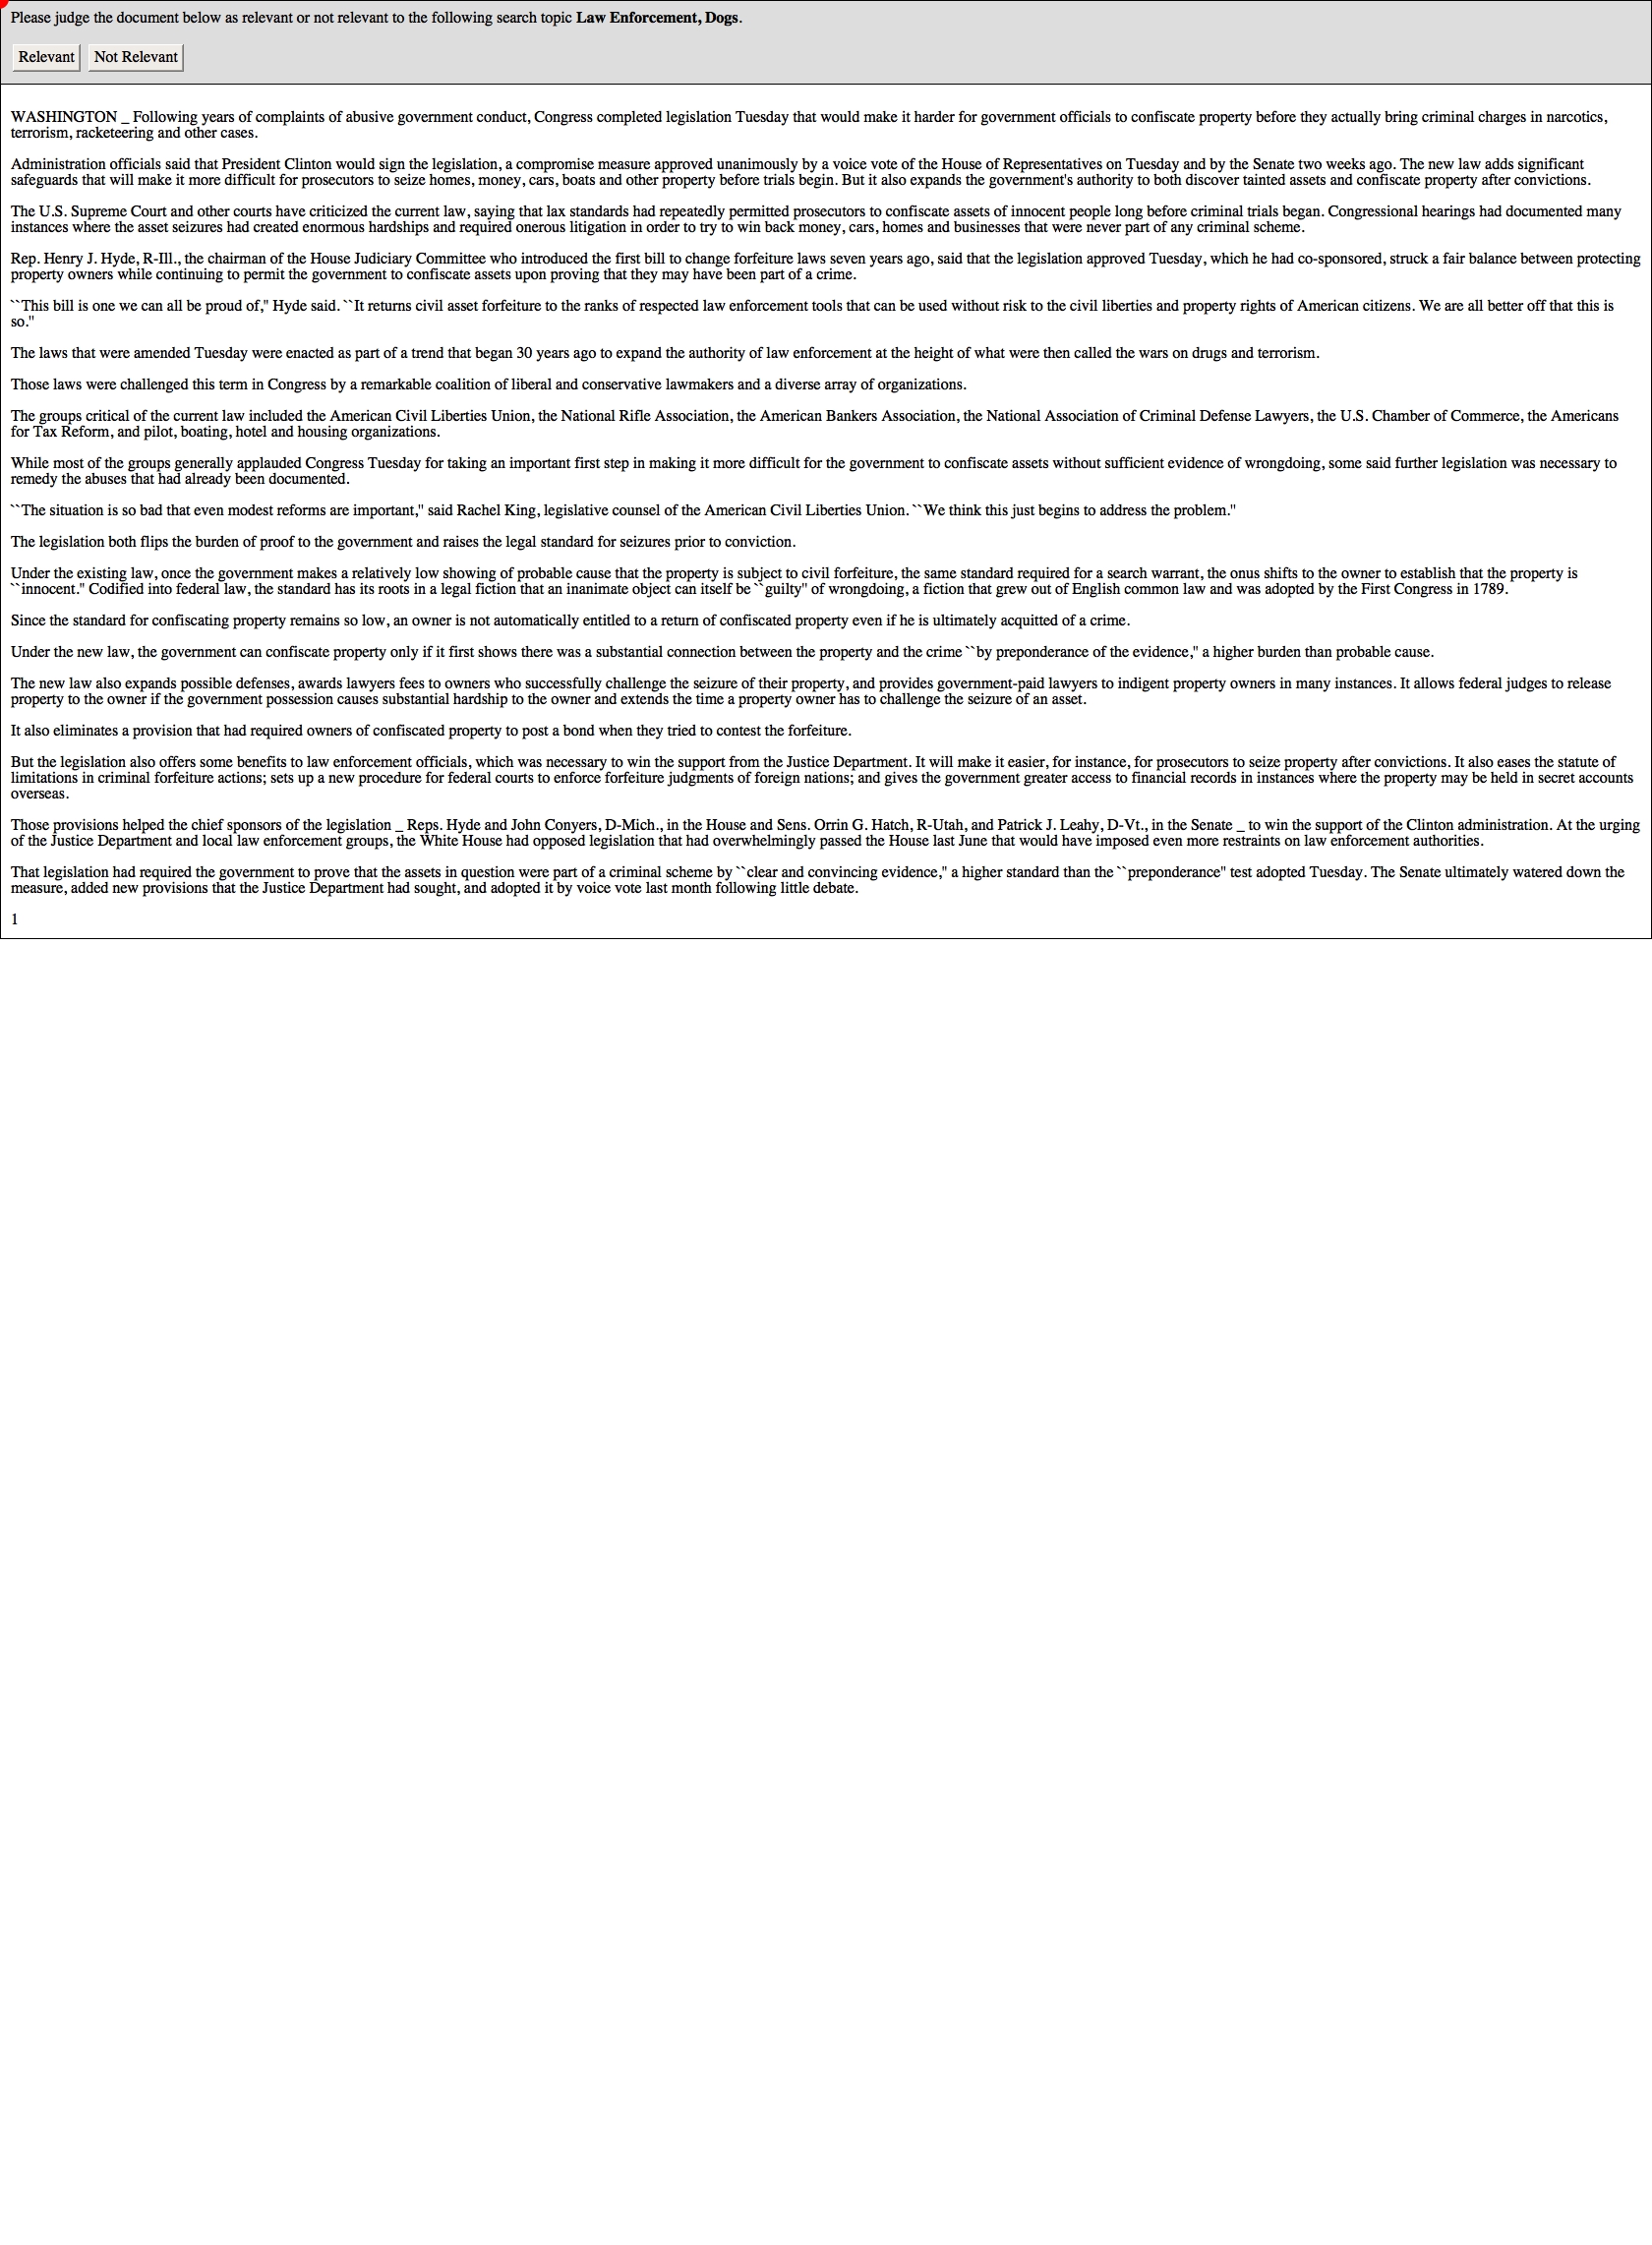 Please judge the document below as relevant or not relevant to the following search topic Law Enforcement, Dogs.
Relevant Not Relevant
WASHINGTON _ Following years of complaints of abusive government conduct, Congress completed legislation Tuesday that would make it harder for government officials to confiscate property before they actually bring criminal charges in narcotics,
terrorism, racketeering and other cases.
Administration officials said that President Clinton would sign the legislation, a compromise measure approved unanimously by a voice vote of the House of Representatives on Tuesday and by the Senate two weeks ago. The new law adds significant
safeguards that will make it more difficult for prosecutors to seize homes, money, cars, boats and other property before trials begin. But it also expands the government's authority to both discover tainted assets and confiscate property after convictions.
The U.S. Supreme Court and other courts have criticized the current law, saying that lax standards had repeatedly permitted prosecutors to confiscate assets of innocent people long before criminal trials began. Congressional hearings had documented many
instances where the asset seizures had created enormous hardships and required onerous litigation in order to try to win back money, cars, homes and businesses that were never part of any criminal scheme.
Rep. Henry J. Hyde, R-Ill., the chairman of the House Judiciary Committee who introduced the first bill to change forfeiture laws seven years ago, said that the legislation approved Tuesday, which he had co-sponsored, struck a fair balance between protecting
property owners while continuing to permit the government to confiscate assets upon proving that they may have been part of a crime.
``This bill is one we can all be proud of,'' Hyde said. ``It returns civil asset forfeiture to the ranks of respected law enforcement tools that can be used without risk to the civil liberties and property rights of American citizens. We are all better off that this is
so.''
The laws that were amended Tuesday were enacted as part of a trend that began 30 years ago to expand the authority of law enforcement at the height of what were then called the wars on drugs and terrorism.
Those laws were challenged this term in Congress by a remarkable coalition of liberal and conservative lawmakers and a diverse array of organizations.
The groups critical of the current law included the American Civil Liberties Union, the National Rifle Association, the American Bankers Association, the National Association of Criminal Defense Lawyers, the U.S. Chamber of Commerce, the Americans
for Tax Reform, and pilot, boating, hotel and housing organizations.
While most of the groups generally applauded Congress Tuesday for taking an important first step in making it more difficult for the government to confiscate assets without sufficient evidence of wrongdoing, some said further legislation was necessary to
remedy the abuses that had already been documented.
``The situation is so bad that even modest reforms are important,'' said Rachel King, legislative counsel of the American Civil Liberties Union. ``We think this just begins to address the problem.''
The legislation both flips the burden of proof to the government and raises the legal standard for seizures prior to conviction.
Under the existing law, once the government makes a relatively low showing of probable cause that the property is subject to civil forfeiture, the same standard required for a search warrant, the onus shifts to the owner to establish that the property is
``innocent.'' Codified into federal law, the standard has its roots in a legal fiction that an inanimate object can itself be ``guilty'' of wrongdoing, a fiction that grew out of English common law and was adopted by the First Congress in 1789.
Since the standard for confiscating property remains so low, an owner is not automatically entitled to a return of confiscated property even if he is ultimately acquitted of a crime.
Under the new law, the government can confiscate property only if it first shows there was a substantial connection between the property and the crime ``by preponderance of the evidence,'' a higher burden than probable cause.
The new law also expands possible defenses, awards lawyers fees to owners who successfully challenge the seizure of their property, and provides government-paid lawyers to indigent property owners in many instances. It allows federal judges to release
property to the owner if the government possession causes substantial hardship to the owner and extends the time a property owner has to challenge the seizure of an asset.
It also eliminates a provision that had required owners of confiscated property to post a bond when they tried to contest the forfeiture.
But the legislation also offers some benefits to law enforcement officials, which was necessary to win the support from the Justice Department. It will make it easier, for instance, for prosecutors to seize property after convictions. It also eases the statute of
limitations in criminal forfeiture actions; sets up a new procedure for federal courts to enforce forfeiture judgments of foreign nations; and gives the government greater access to financial records in instances where the property may be held in secret accounts
overseas.
Those provisions helped the chief sponsors of the legislation _ Reps. Hyde and John Conyers, D-Mich., in the House and Sens. Orrin G. Hatch, R-Utah, and Patrick J. Leahy, D-Vt., in the Senate _ to win the support of the Clinton administration. At the urging
of the Justice Department and local law enforcement groups, the White House had opposed legislation that had overwhelmingly passed the House last June that would have imposed even more restraints on law enforcement authorities.
That legislation had required the government to prove that the assets in question were part of a criminal scheme by ``clear and convincing evidence,'' a higher standard than the ``preponderance'' test adopted Tuesday. The Senate ultimately watered down the
measure, added new provisions that the Justice Department had sought, and adopted it by voice vote last month following little debate.
1